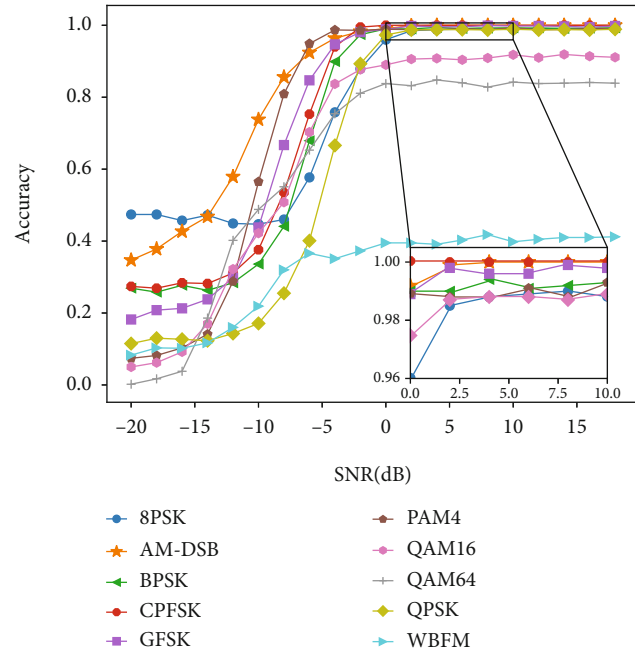 1.0
0.8
0.6
0.4
0.2
0.0
Accuracy
1.00
0.98
0.96
0.0 2.5 5.0 7.5 10.0
–20 –15 –10 –5 0 5 10 15
SNR(dB)
8PSK
AM-DSB
BPSK
CPFSK
GFSK
PAM4
QAM16
QAM64
QPSK
WBFM